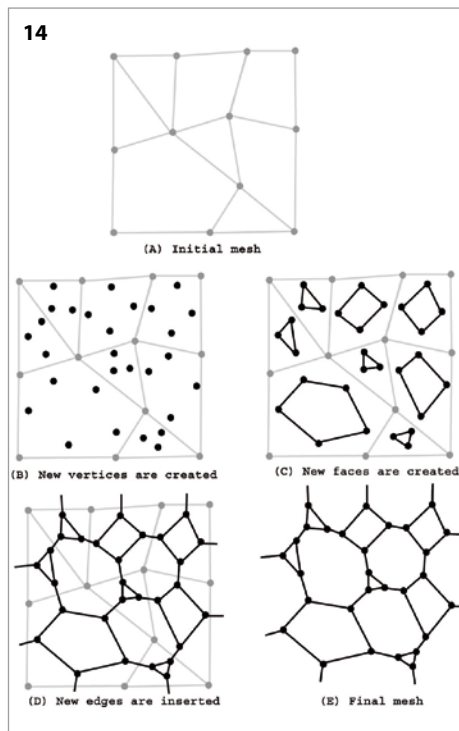 14
(A) Initial mesh
(B) New vertices are created
(C) New faces are created
(D) New edges are inserted
(E) Final mesh